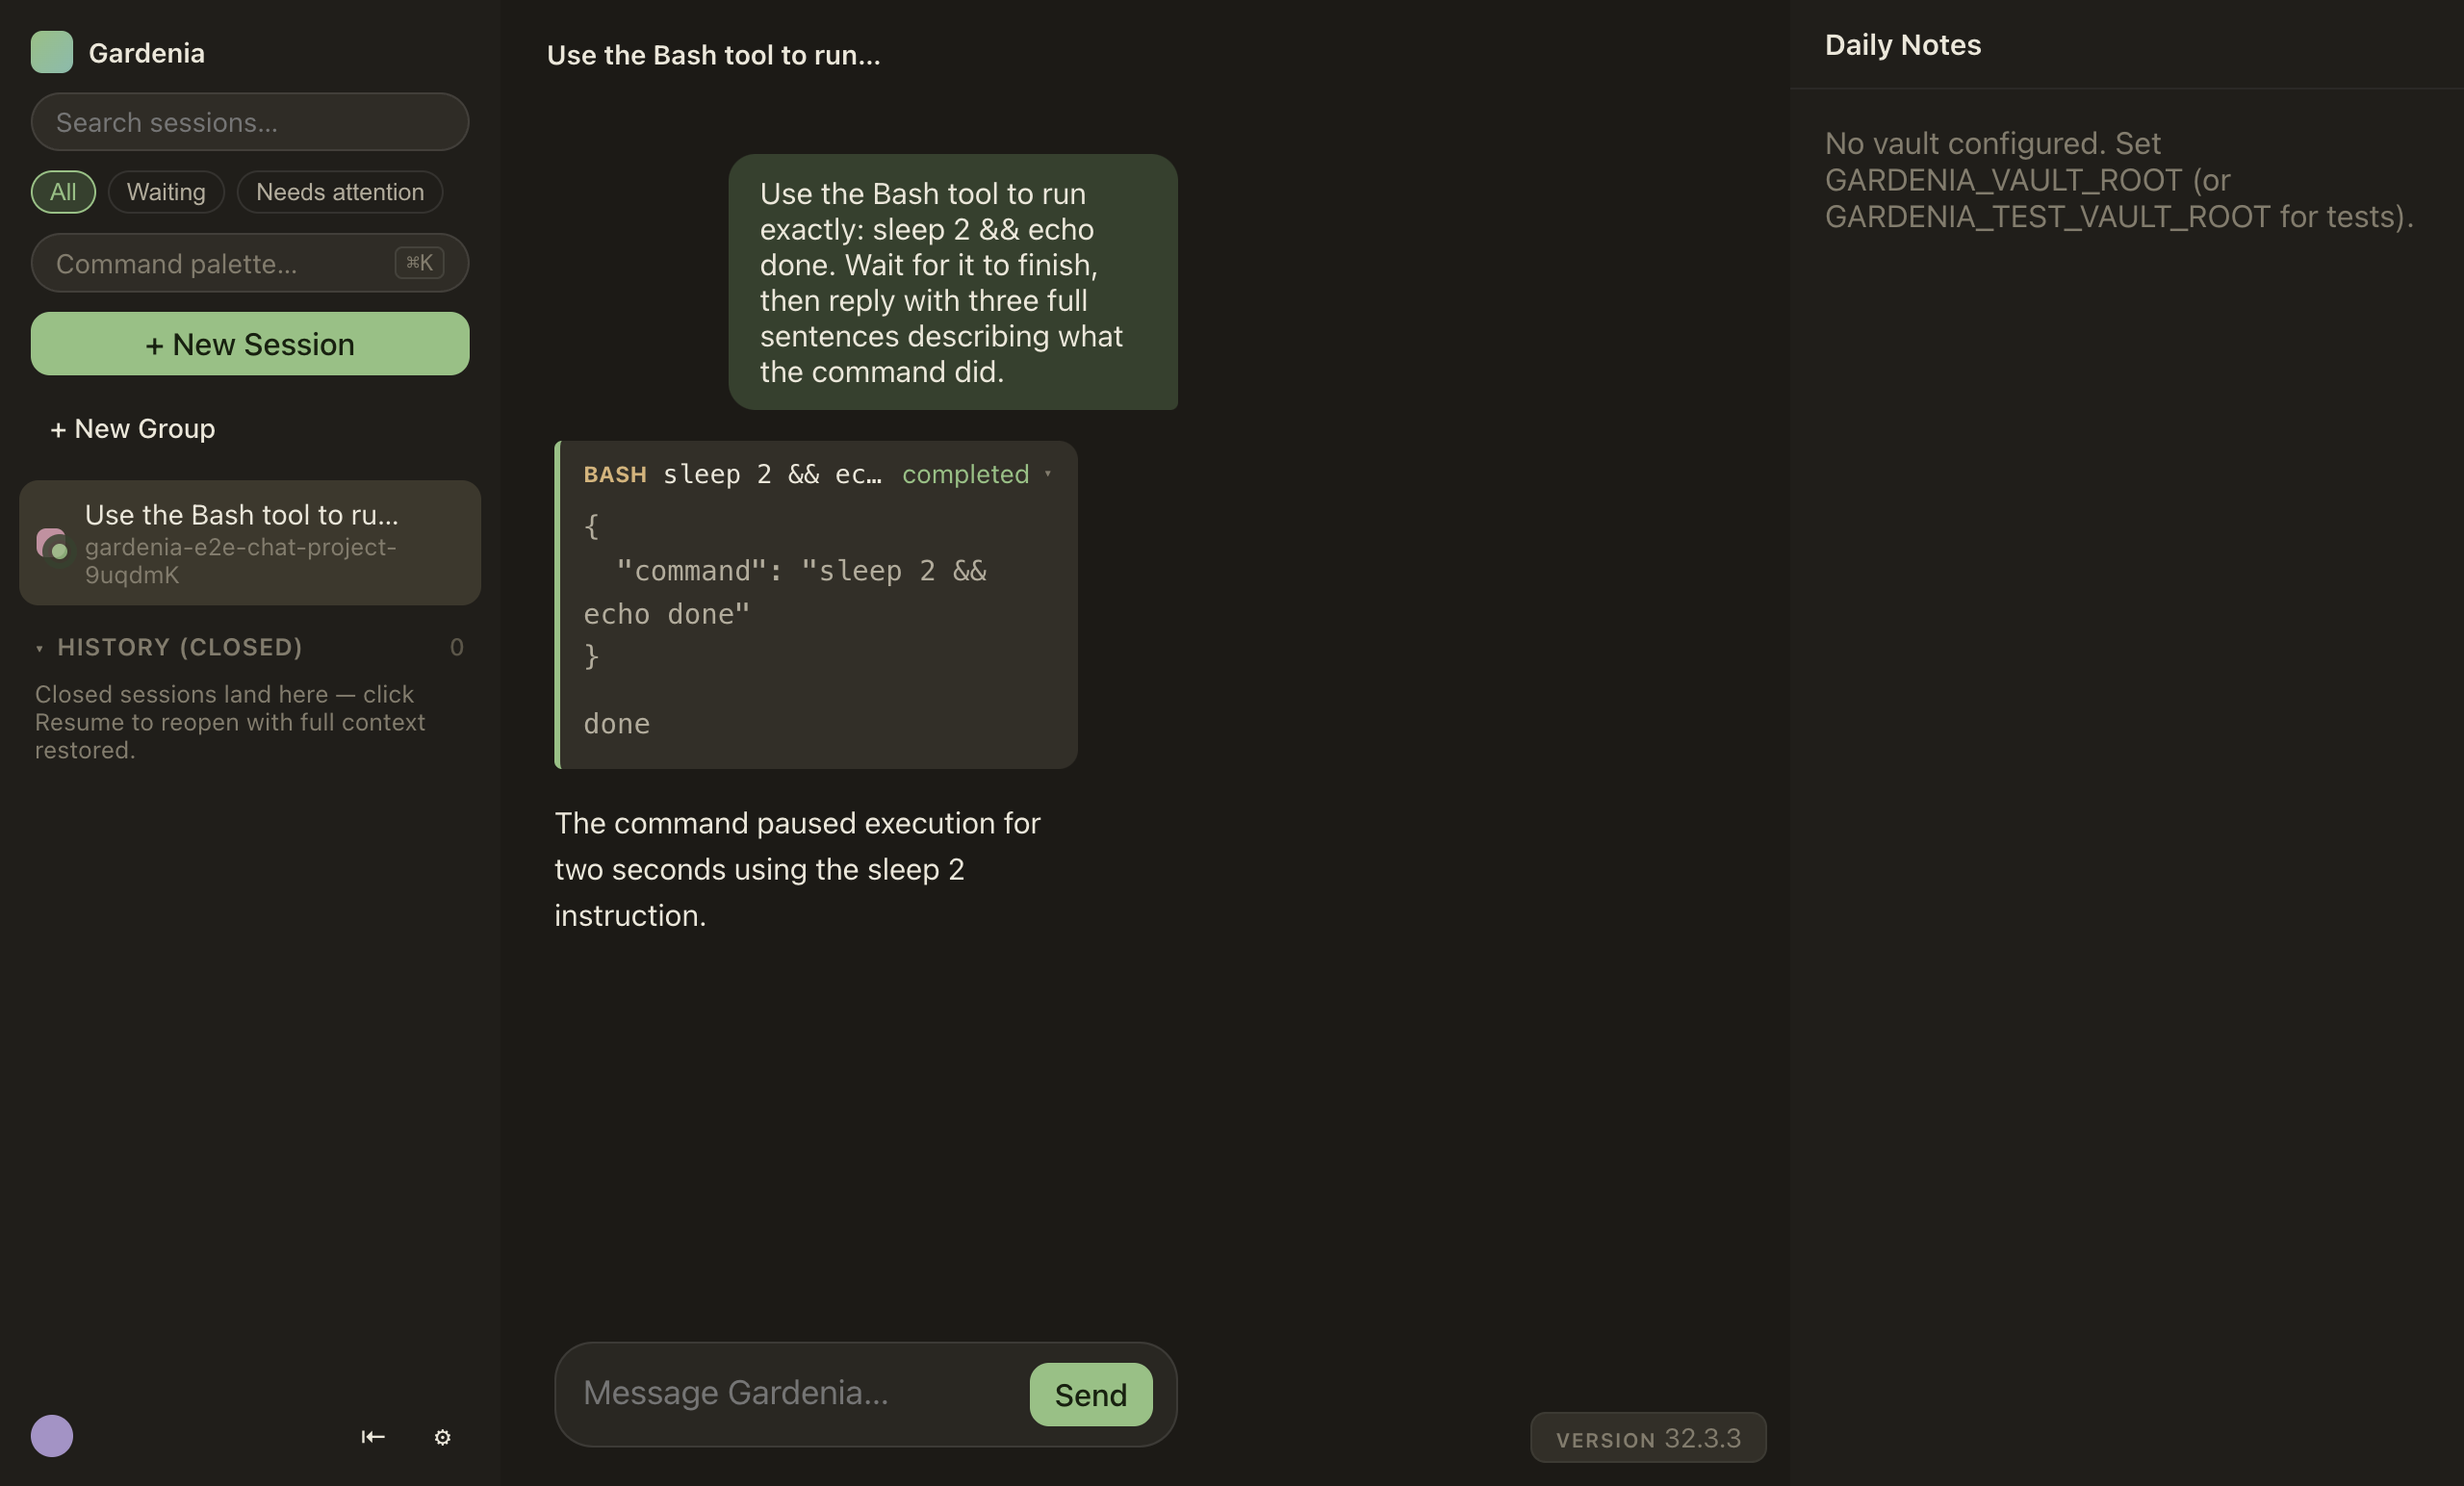 Gardenia
Search sessions...
All
Waiting
Needs attention
Command palette...
⌘K
+ New Session
+ New Group
Use the Bash tool to ru...
gardenia-e2e-chat-project-
9uqdmK
HISTORY (CLOSED)
0
Closed sessions land here — click
Resume to reopen with full context
restored.
Use the Bash tool to run...
Use the Bash tool to run
exactly: sleep 2 && echo
done. Wait for it to finish,
then reply with three full
sentences describing what
the command did.
BASH sleep 2 && ec… completed
{
  "command": "sleep 2 &&
echo done"
}
done
The command paused execution for
two seconds using the sleep 2
instruction.
Message Gardenia...
Send
VERSION 32.3.3
Daily Notes
No vault configured. Set
GARDENIA_VAULT_ROOT (or
GARDENIA_TEST_VAULT_ROOT for tests).